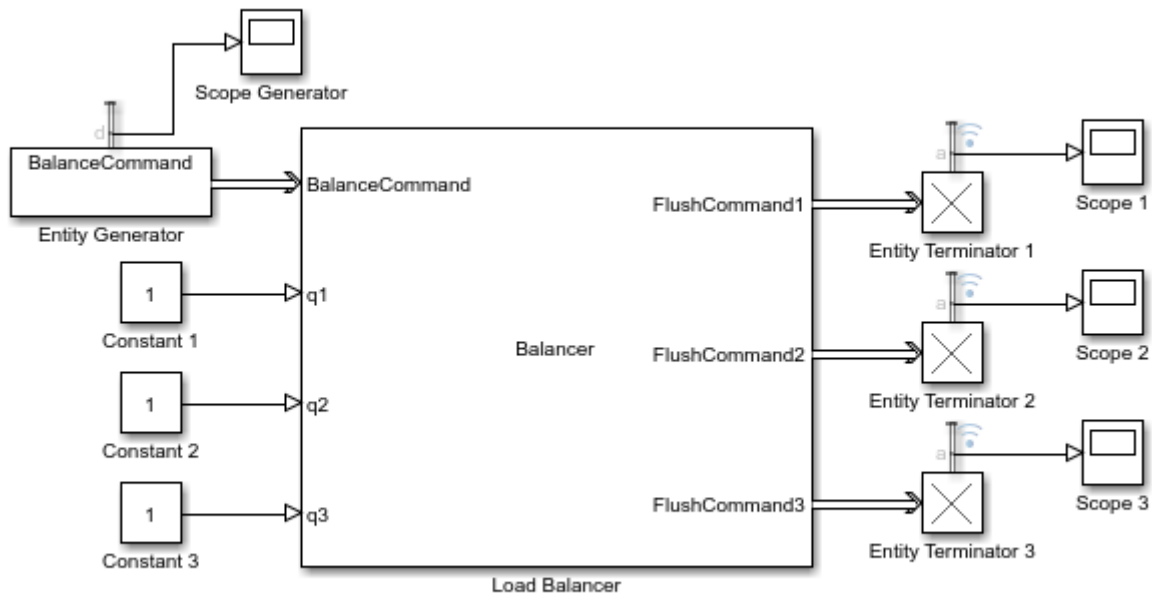 Scope Generator
d
BalanceCommand
Entity Generator
BalanceCommand
1
Constant 1
q1
1
Constant 2
q2
1
Constant 3
q3
Balancer
Load Balancer
FlushCommand1
a
Entity Terminator 1
Scope 1
FlushCommand2
a
Entity Terminator 2
Scope 2
FlushCommand3
a
Entity Terminator 3
Scope 3